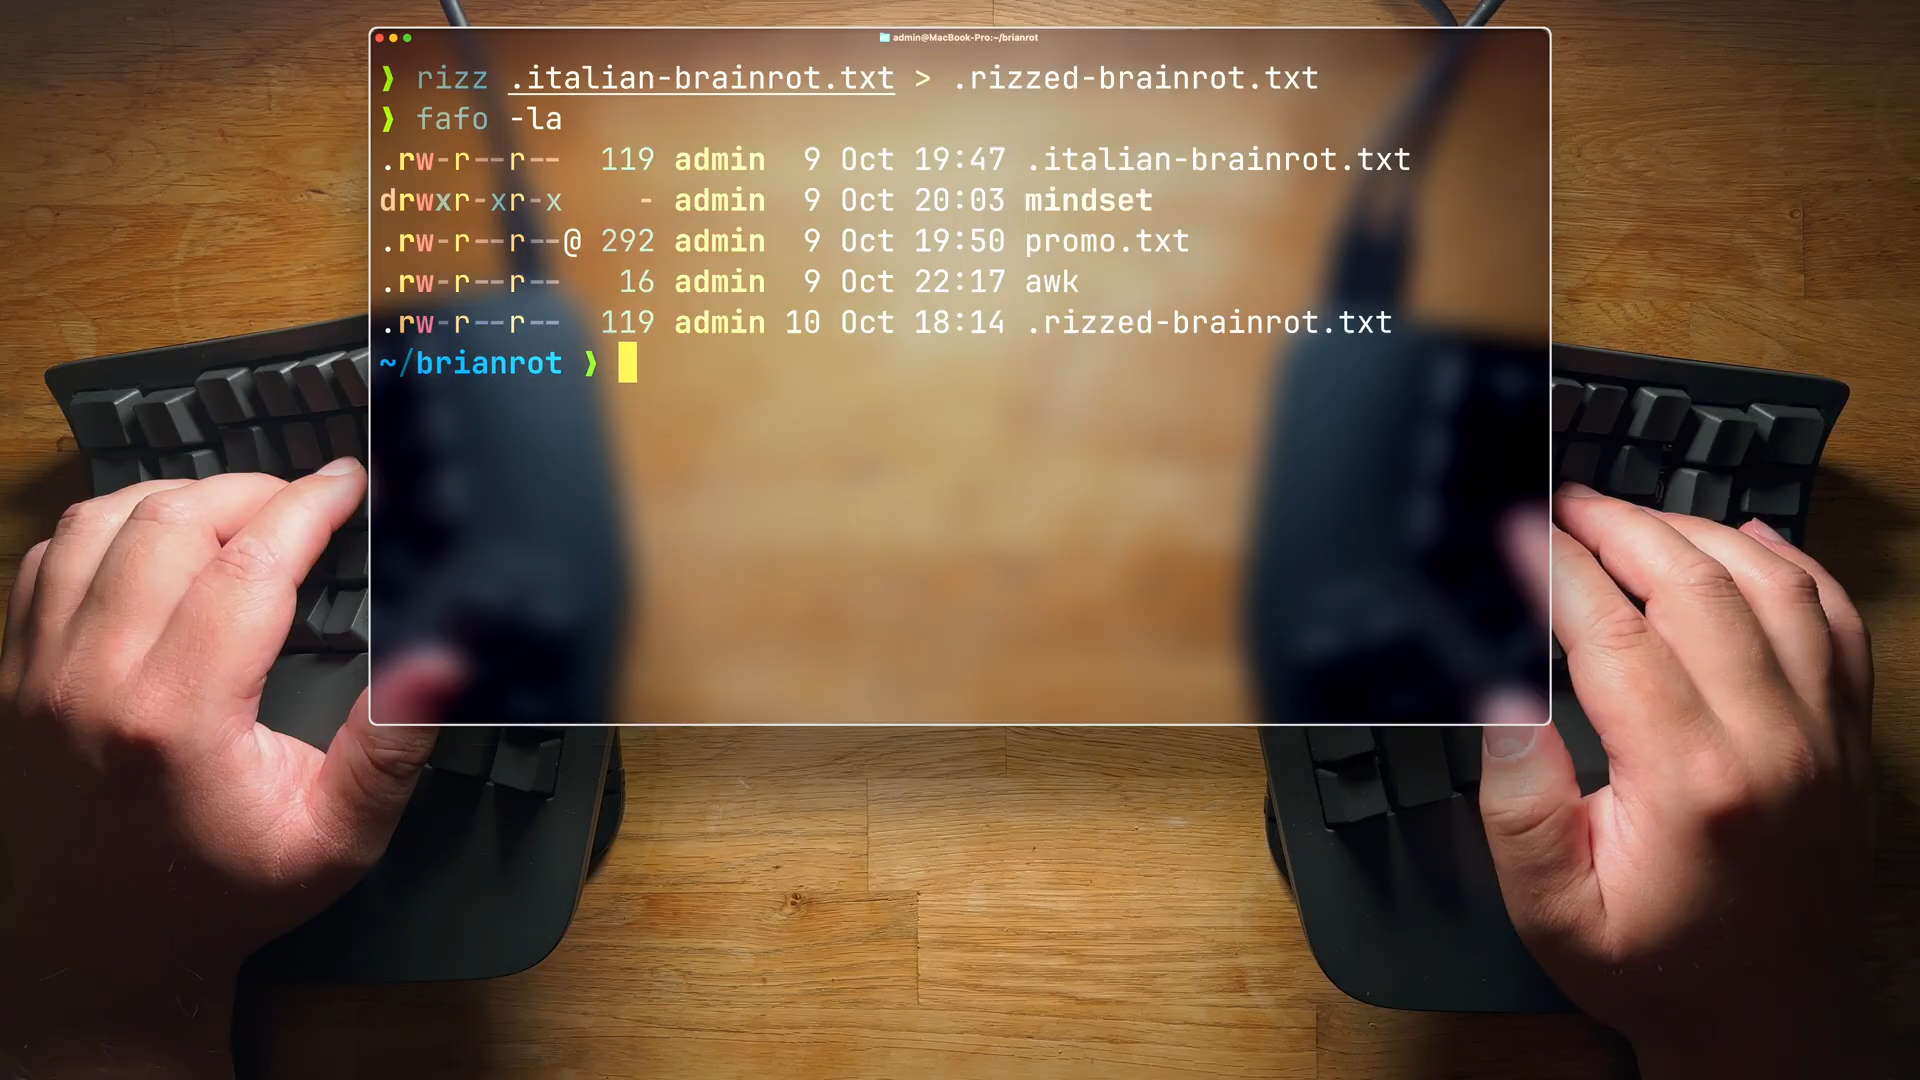 admin@MacBook-Pro:~/brianrot
❱ rizz .italian-brainrot.txt > .rizzed-brainrot.txt
❱ fafo -la
.rw-r--r-- 119 admin 9 Oct 19:47 .italian-brainrot.txt
drwxr-xr-x - admin 9 Oct 20:03 mindset
.rw-r--r--@ 292 admin 9 Oct 19:50 promo.txt
.rw-r--r-- 16 admin 9 Oct 22:17 awk
.rw-r--r-- 119 admin 10 Oct 18:14 .rizzed-brainrot.txt
~/brianrot ❱